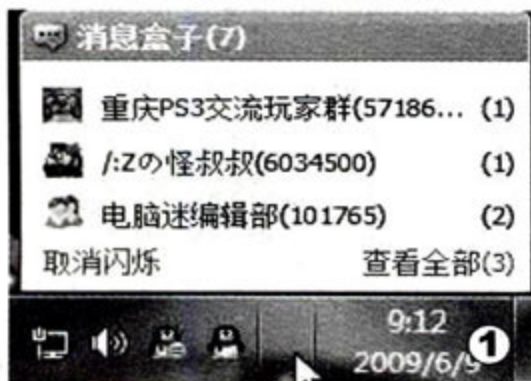 消息盒子(7)
重庆PS3交流玩家群(57186... (1)
/:Zの怪叔叔(6034500) (1)
电脑迷编辑部(101765) (2)
取消闪烁 查看全部(3)
9:12
2009/6/9
1